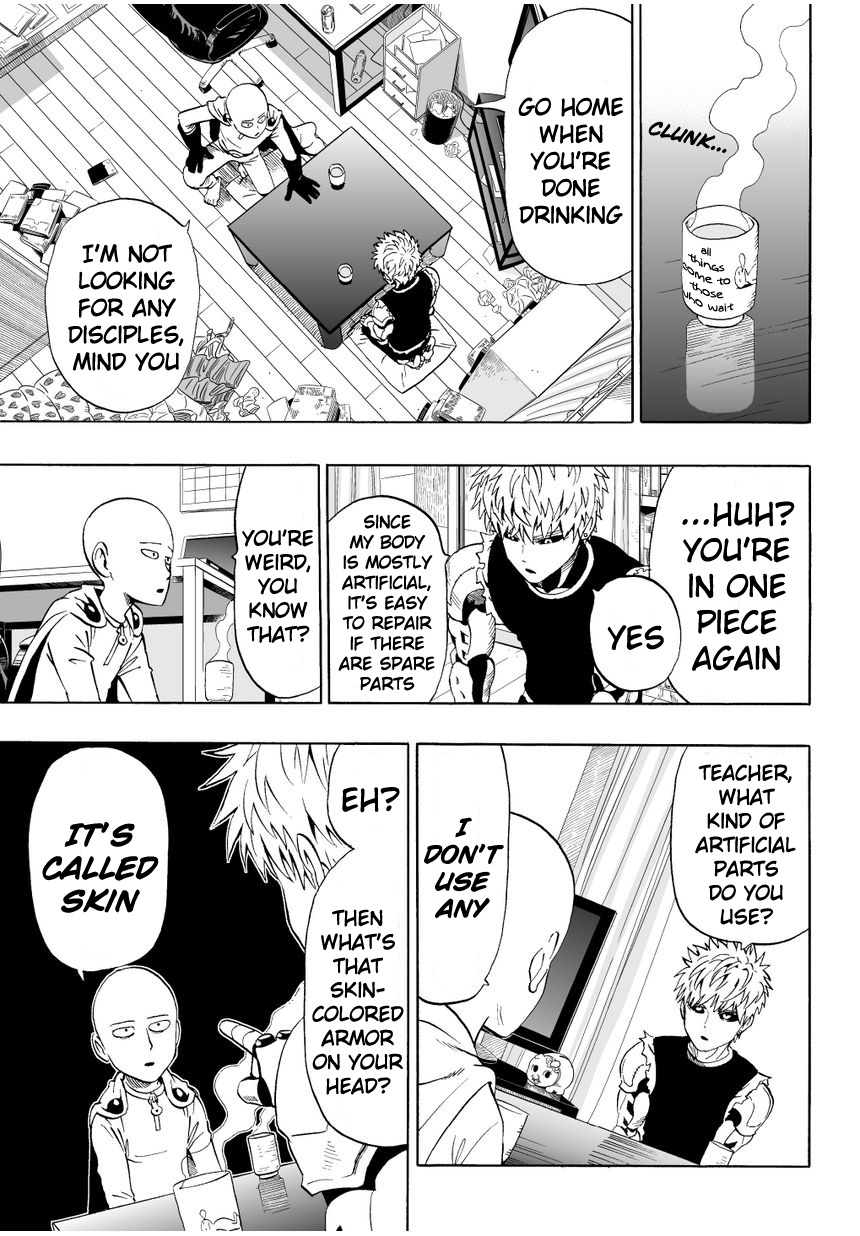 CLUNK...
all
things
come to
those
who wait
GO HOME
WHEN
YOU'RE
DONE
DRINKING
I'M NOT
LOOKING
FOR ANY
DISCIPLES,
MIND YOU
...HUH?
YOU'RE
IN ONE
PIECE
AGAIN
YES
SINCE
MY BODY
IS MOSTLY
ARTIFICIAL,
IT'S EASY
TO REPAIR
IF THERE
ARE SPARE
PARTS
YOU'RE
WEIRD,
YOU
KNOW
THAT?
TEACHER,
WHAT
KIND OF
ARTIFICIAL
PARTS
DO YOU
USE?
I
DON'T
USE
ANY
EH?
THEN
WHAT'S
THAT
SKIN-
COLORED
ARMOR
ON YOUR
HEAD?
IT'S
CALLED
SKIN